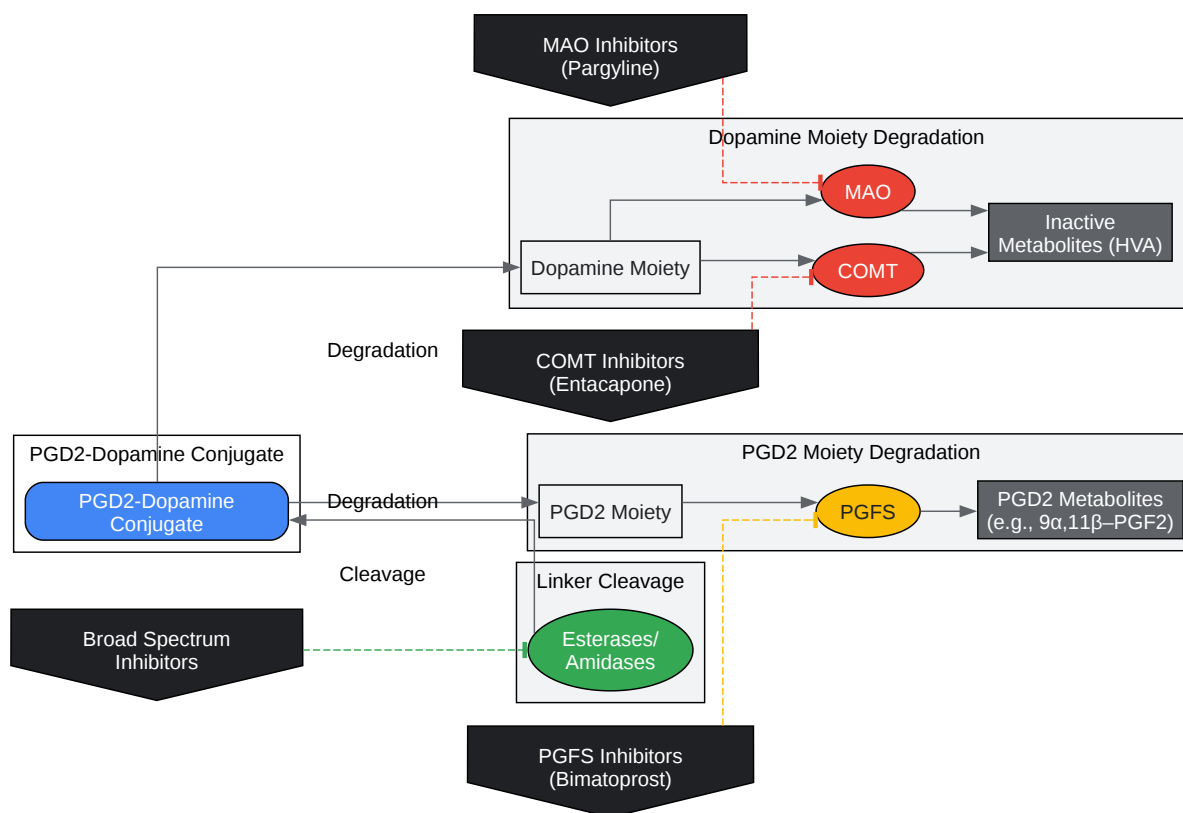 MAO Inhibitors
(Pargyline)
Dopamine Moiety Degradation
MAO
Inactive
Metabolites (HVA)
Dopamine Moiety
COMT
Degradation
COMT Inhibitors
(Entacapone)
PGD2-Dopamine Conjugate
PGD2-Dopamine
Conjugate
Degradation
PGD2 Moiety Degradation
PGD2 Moiety
PGFS
PGD2 Metabolites
(e.g., 9α,11β–PGF2)
Cleavage
Linker Cleavage
Esterases/
Amidases
Broad Spectrum
Inhibitors
PGFS Inhibitors
(Bimatoprost)